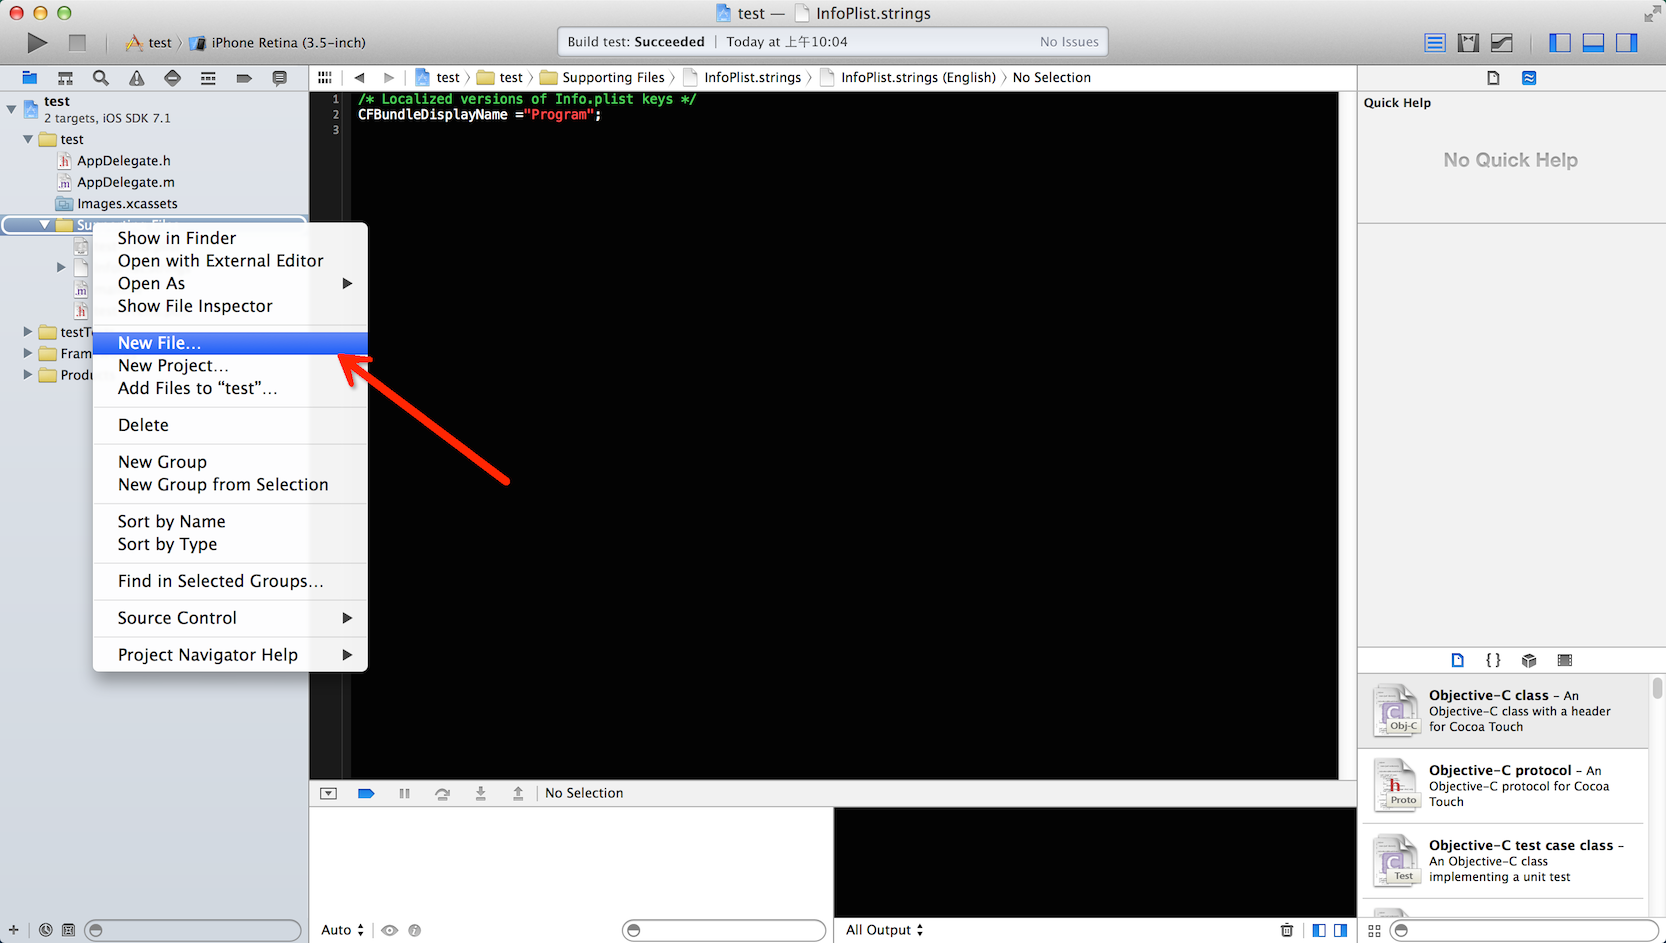 test — InfoPlist.strings
test 〉 iPhone Retina (3.5-inch)
Build test: Succeeded | Today at 上午10:04
No Issues
test 〉 test 〉 Supporting Files 〉 InfoPlist.strings 〉 InfoPlist.strings (English) 〉 No Selection
test
2 targets, iOS SDK 7.1
test
AppDelegate.h
AppDelegate.m
Images.xcassets
testT
Fram
Produ
Show in Finder
Open with External Editor
Open As
Show File Inspector
New File...
New Project...
Add Files to “test”...
Delete
New Group
New Group from Selection
Sort by Name
Sort by Type
Find in Selected Groups...
Source Control
Project Navigator Help
1 /* Localized versions of Info.plist keys */
2 CFBundleDisplayName ="Program";
3
No Selection
Auto
All Output
Quick Help
No Quick Help
{ }
Obj-C
Objective-C class – An
Objective-C class with a header
for Cocoa Touch
Proto
Objective-C protocol – An
Objective-C protocol for Cocoa
Touch
Test
Objective-C test case class –
An Objective-C class
implementing a unit test